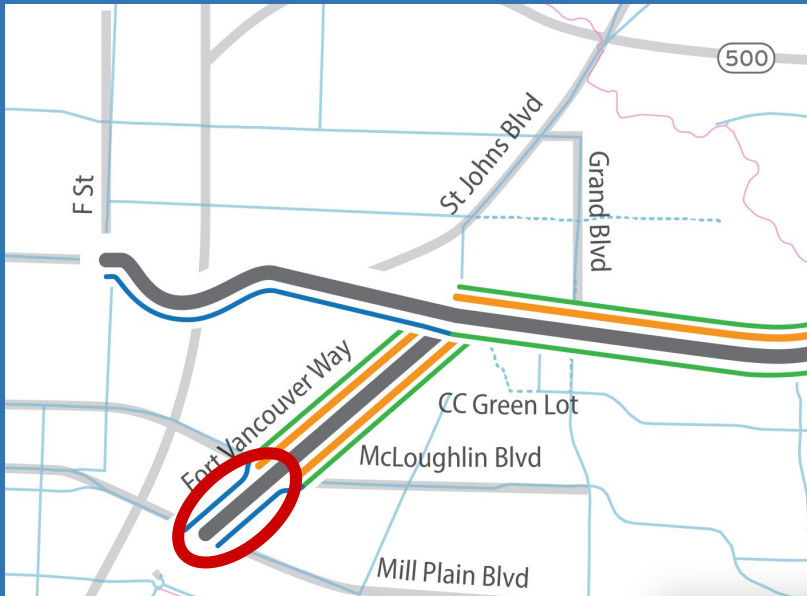 500
St Johns Blvd
F St
Grand Blvd
Fort Vancouver Way
CC Green Lot
McLoughlin Blvd
Mill Plain Blvd